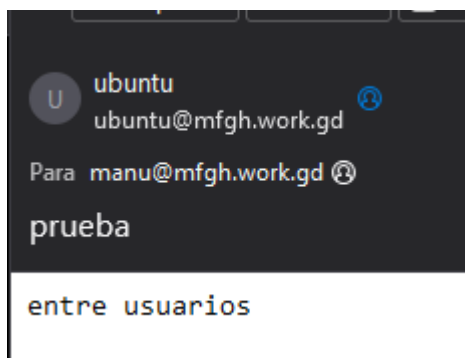 U
ubuntu
ubuntu@mfgh.work.gd
Para manu@mfgh.work.gd
prueba
entre usuarios